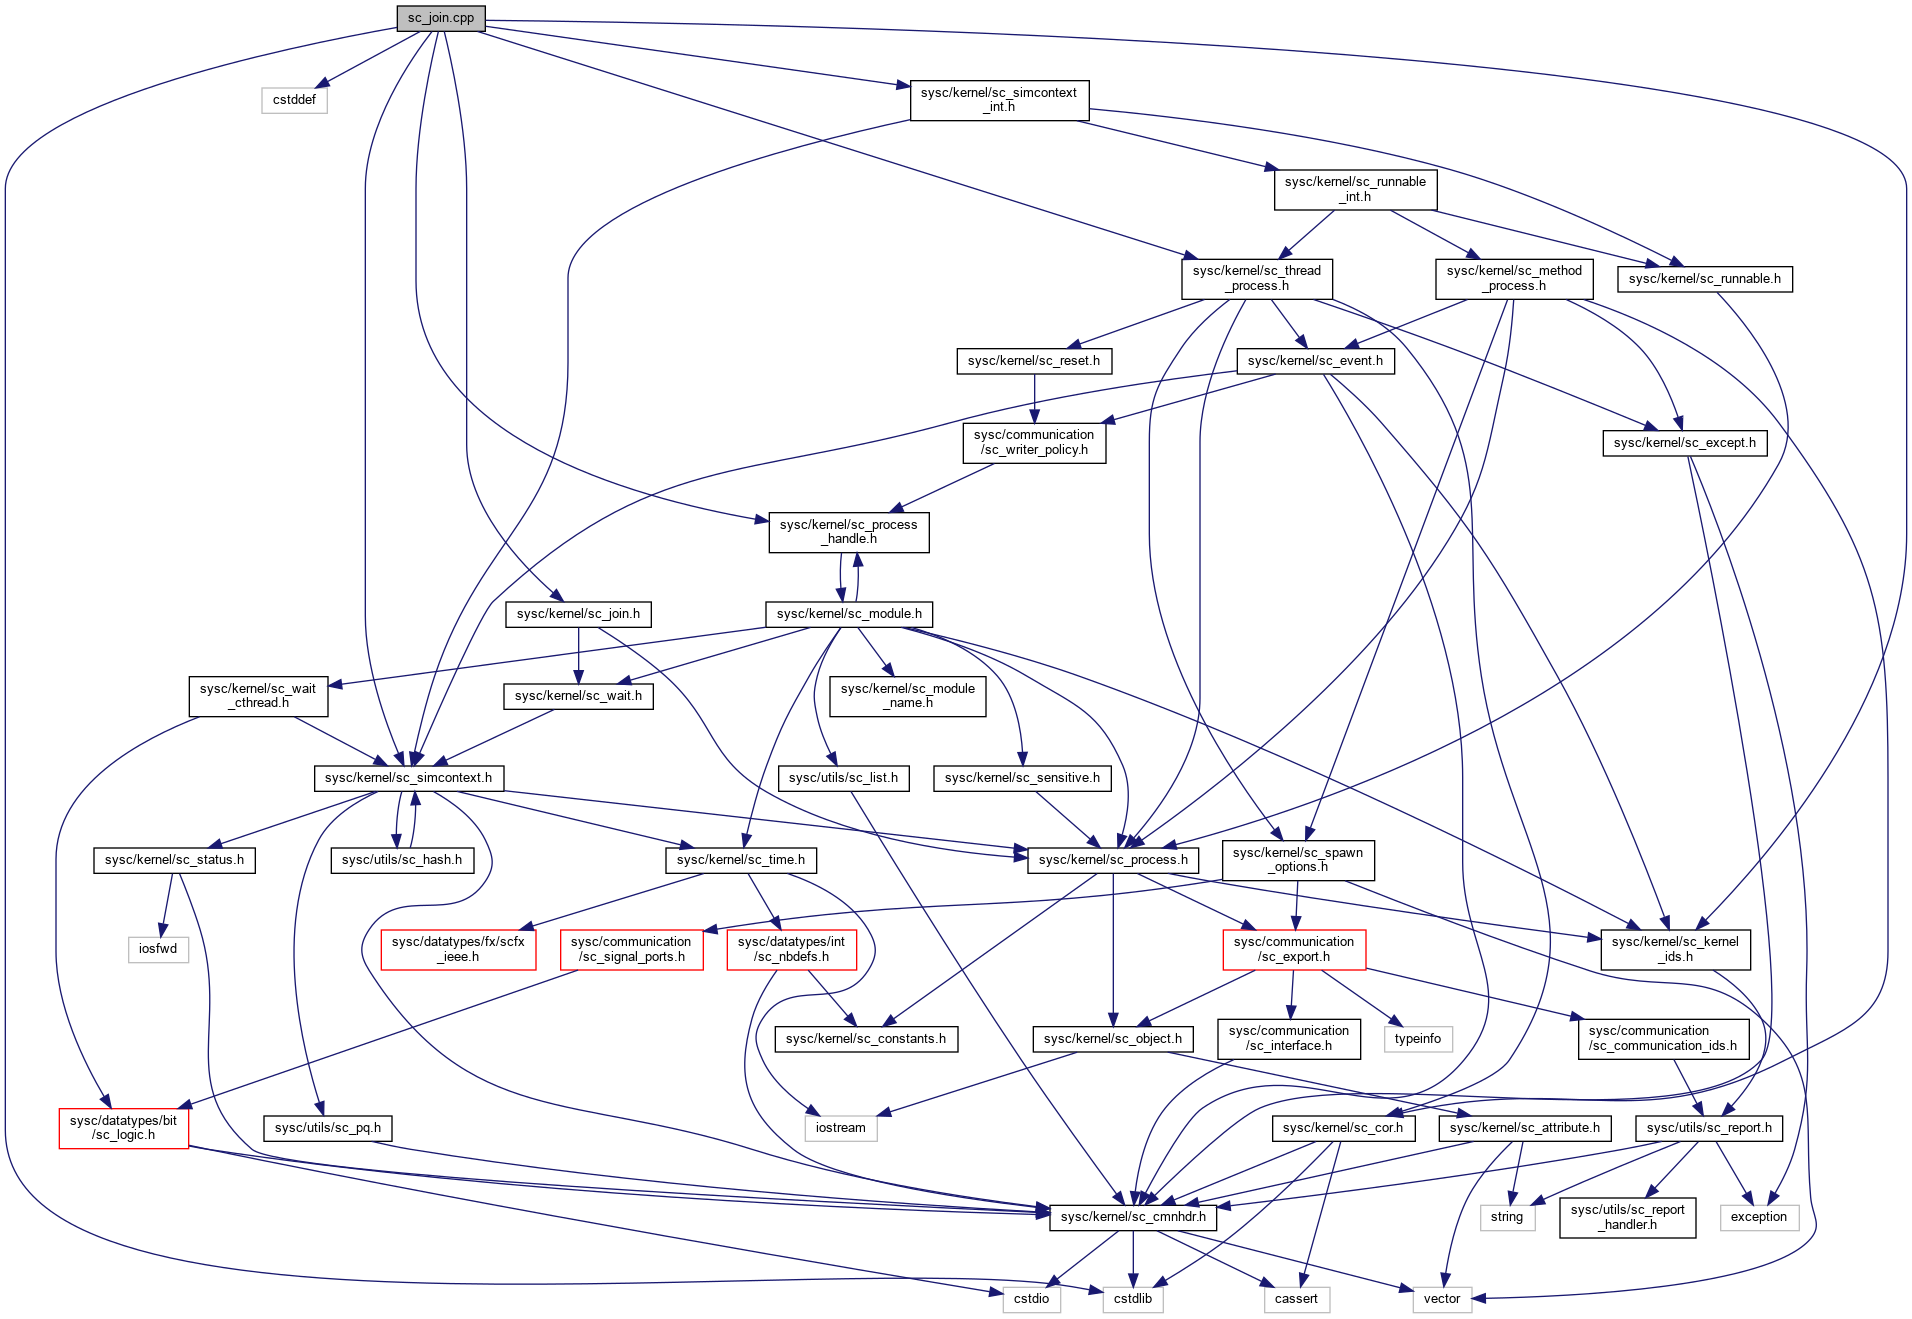 sc_join.cpp
cstddef
sysc/kernel/sc_simcontext
_int.h
sysc/kernel/sc_runnable
_int.h
sysc/kernel/sc_thread
_process.h
sysc/kernel/sc_method
_process.h
sysc/kernel/sc_runnable.h
sysc/kernel/sc_reset.h
sysc/kernel/sc_event.h
sysc/communication
/sc_writer_policy.h
sysc/kernel/sc_except.h
sysc/kernel/sc_process
_handle.h
sysc/kernel/sc_join.h
sysc/kernel/sc_module.h
sysc/kernel/sc_wait
_cthread.h
sysc/kernel/sc_wait.h
sysc/kernel/sc_module
_name.h
sysc/kernel/sc_simcontext.h
sysc/utils/sc_list.h
sysc/kernel/sc_sensitive.h
sysc/kernel/sc_status.h
sysc/utils/sc_hash.h
sysc/kernel/sc_time.h
sysc/kernel/sc_process.h
sysc/kernel/sc_spawn
_options.h
iosfwd
sysc/datatypes/fx/scfx
_ieee.h
sysc/communication
/sc_signal_ports.h
sysc/datatypes/int
/sc_nbdefs.h
sysc/communication
/sc_export.h
sysc/kernel/sc_kernel
_ids.h
sysc/kernel/sc_constants.h
sysc/kernel/sc_object.h
sysc/communication
/sc_interface.h
typeinfo
sysc/communication
/sc_communication_ids.h
sysc/datatypes/bit
/sc_logic.h
sysc/utils/sc_pq.h
iostream
sysc/kernel/sc_cor.h
sysc/kernel/sc_attribute.h
sysc/utils/sc_report.h
sysc/kernel/sc_cmnhdr.h
string
sysc/utils/sc_report
_handler.h
exception
cstdio
cstdlib
cassert
vector